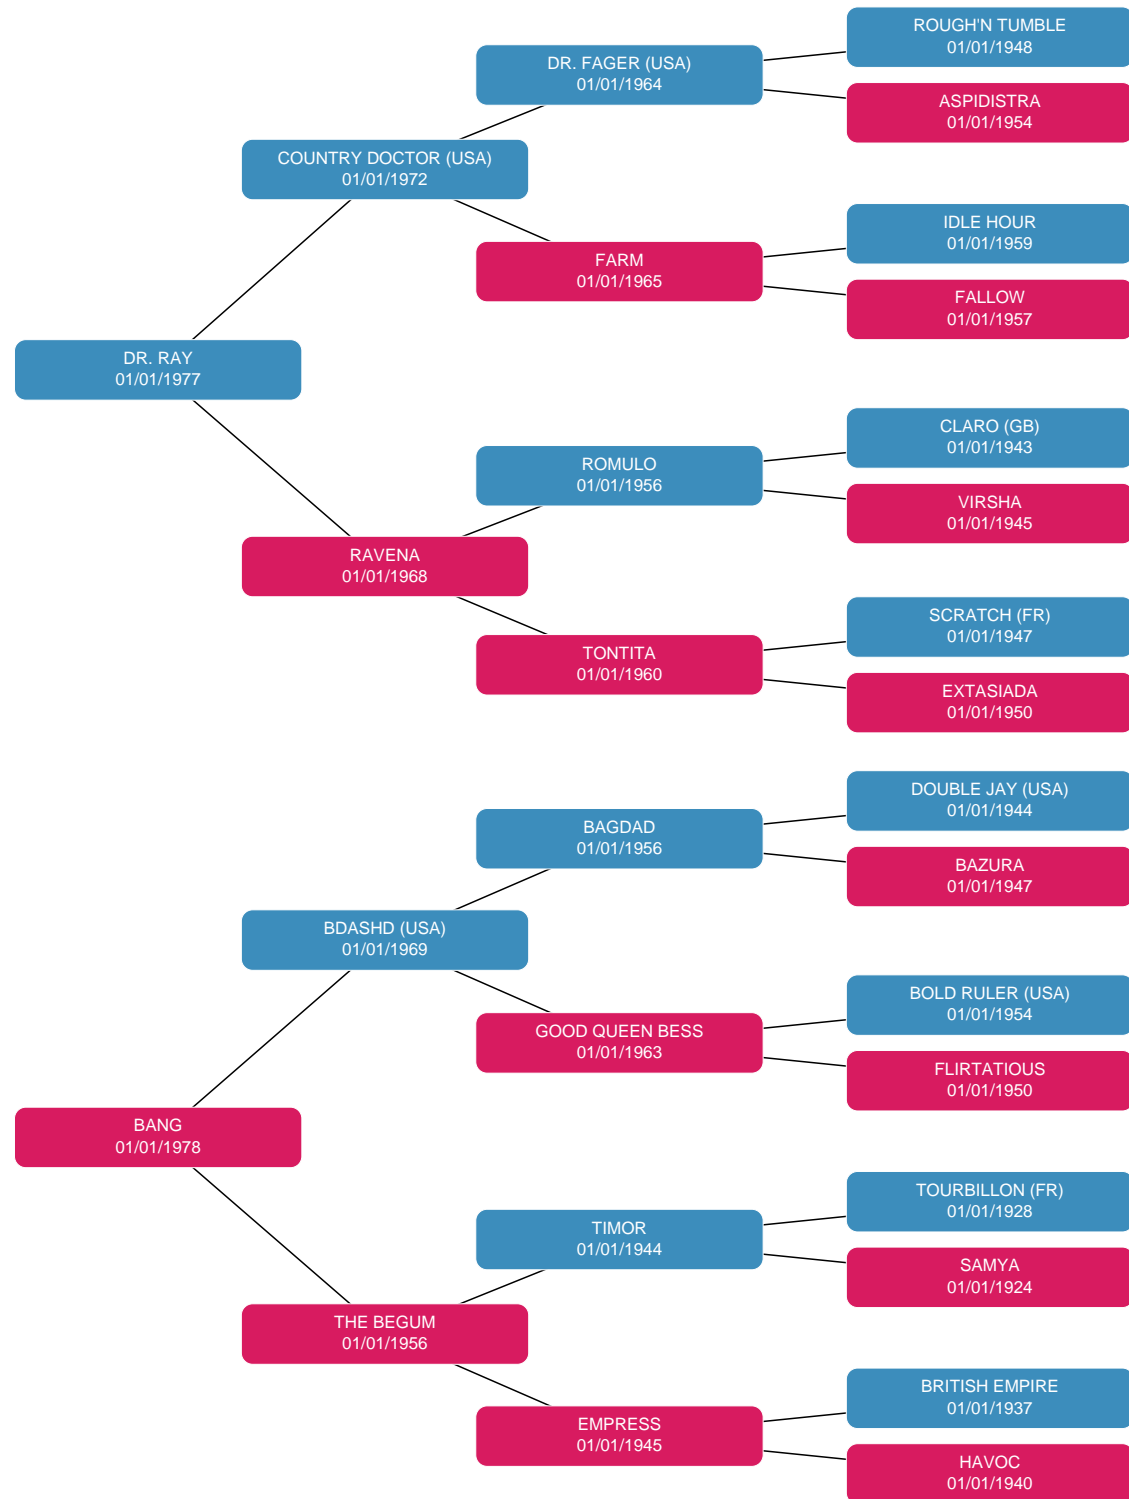 ROUGH'N TUMBLE
01/01/1948
DR. FAGER (USA)
01/01/1964
ASPIDISTRA
01/01/1954
COUNTRY DOCTOR (USA)
01/01/1972
IDLE HOUR
01/01/1959
FARM
01/01/1965
FALLOW
01/01/1957
DR. RAY
01/01/1977
CLARO (GB)
01/01/1943
ROMULO
01/01/1956
VIRSHA
01/01/1945
RAVENA
01/01/1968
SCRATCH (FR)
01/01/1947
TONTITA
01/01/1960
EXTASIADA
01/01/1950
DOUBLE JAY (USA)
01/01/1944
BAGDAD
01/01/1956
BAZURA
01/01/1947
BDASHD (USA)
01/01/1969
BOLD RULER (USA)
01/01/1954
GOOD QUEEN BESS
01/01/1963
FLIRTATIOUS
01/01/1950
BANG
01/01/1978
TOURBILLON (FR)
01/01/1928
TIMOR
01/01/1944
SAMYA
01/01/1924
THE BEGUM
01/01/1956
BRITISH EMPIRE
01/01/1937
EMPRESS
01/01/1945
HAVOC
01/01/1940